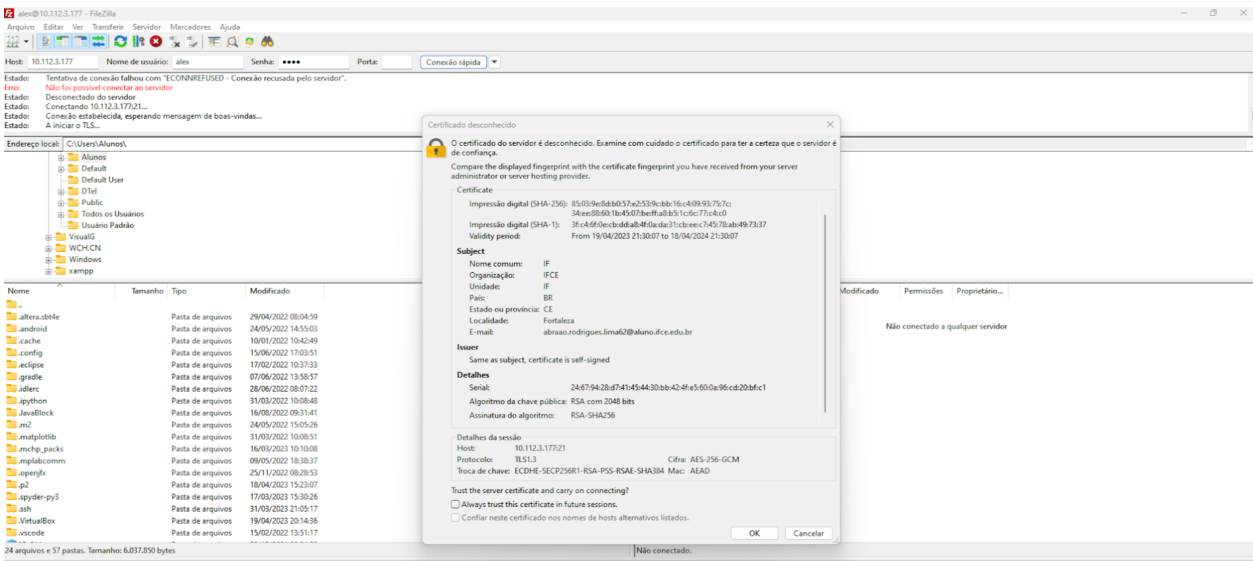 alex@10.112.3.177 - FileZilla
Arquivo Editar Ver Transferir Servidor Marcadores Ajuda
Host: 10.112.3.177 Nome de usuário: alex Senha: •••• Porta: Conexão rápida
Estado: Tentativa de conexão falhou com "ECONNREFUSED - Conexão recusada pelo servidor".
Erro: Não foi possível conectar ao servidor
Estado: Desconectado do servidor
Estado: Conectando 10.112.3.177:21...
Estado: Conexão estabelecida, esperando mensagem de boas-vindas...
Estado: A iniciar o TLS...
Endereço local: C:\Users\Alunos\
Alunos
Default
Default User
DTel
Public
Todos os Usuários
Usuário Padrão
VisualG
WCH.CN
Windows
xampp
Nome Tamanho Tipo Modificado
..
.altera.sbt4e Pasta de arquivos 29/04/2022 08:04:59
.android Pasta de arquivos 24/05/2022 14:55:03
.cache Pasta de arquivos 10/01/2022 10:42:49
.config Pasta de arquivos 15/06/2022 17:03:51
.eclipse Pasta de arquivos 17/02/2022 10:37:33
.gradle Pasta de arquivos 07/06/2022 13:58:57
.idlerc Pasta de arquivos 28/06/2022 08:07:22
.ipython Pasta de arquivos 31/03/2022 10:08:48
.JavaBlock Pasta de arquivos 16/08/2022 09:31:41
.m2 Pasta de arquivos 24/05/2022 15:05:26
.matplotlib Pasta de arquivos 31/03/2022 10:08:51
.mchp_packs Pasta de arquivos 16/03/2023 10:10:08
.mplabcomm Pasta de arquivos 09/05/2022 18:38:37
.openjfx Pasta de arquivos 25/11/2022 08:28:53
.p2 Pasta de arquivos 18/04/2023 15:23:07
.spyder-py3 Pasta de arquivos 17/03/2022 15:30:26
.ssh Pasta de arquivos 31/03/2023 21:05:17
.VirtualBox Pasta de arquivos 19/04/2023 20:14:36
.vscode Pasta de arquivos 15/02/2022 13:51:17
24 arquivos e 57 pastas. Tamanho: 6.037.850 bytes
Certificado desconhecido
O certificado do servidor é desconhecido. Examine com cuidado o certificado para ter a certeza que o servidor é
de confiança.
Compare the displayed fingerprint with the certificate fingerprint you have received from your server
administrator or server hosting provider.
Certificate
Impressão digital (SHA-256): 85:03:9e:8d:b0:57:e2:53:9c:bb:16:c4:09:93:75:7c:
34:ee:88:60:1b:45:07:be:ff:a8:b5:1c:6c:77:c4:c0
Impressão digital (SHA-1): 3f:c4:6f:0e:cb:dd:a8:4f:0a:da:31:cb:ee:c7:45:78:ab:49:73:37
Validity period: From 19/04/2023 21:30:07 to 18/04/2024 21:30:07
Subject
Nome comum: IF
Organização: IFCE
Unidade: IF
País: BR
Estado ou província: CE
Localidade: Fortaleza
E-mail: abraao.rodrigues.lima62@aluno.ifce.edu.br
Issuer
Same as subject, certificate is self-signed
Detalhes
Serial: 24:67:94:28:d7:41:45:44:30:bb:42:4f:e5:60:0a:96:cd:20:bf:c1
Algoritmo da chave pública: RSA com 2048 bits
Assinatura do algoritmo: RSA-SHA256
Detalhes da sessão
Host: 10.112.3.177:21
Protocolo: TLS1.3 Cifra: AES-256-GCM
Troca de chave: ECDHE-SECP256R1-RSA-PSS-RSAE-SHA384 Mac: AEAD
Trust the server certificate and carry on connecting?
Always trust this certificate in future sessions.
Confiar neste certificado nos nomes de hosts alternativos listados.
OK Cancelar
Modificado Permissões Proprietário...
Não conectado a qualquer servidor
Não conectado.